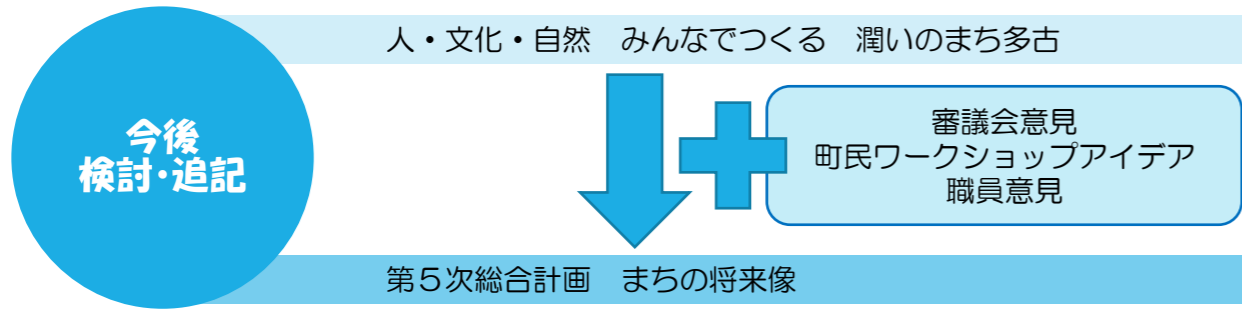 人・文化・自然　みんなでつくる　潤いのまち多古
今後
検討・追記
審議会意見
町民ワークショップアイデア
職員意見
第５次総合計画　まちの将来像